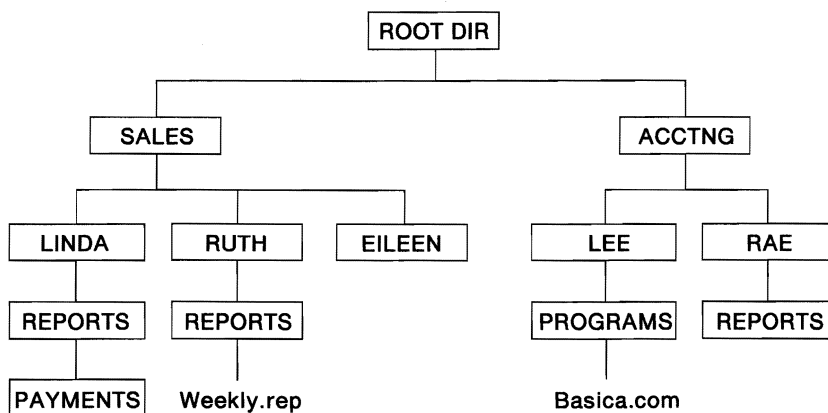 ROOT DIR
SALES ACCTNG
LINDA RUTH EILEEN LEE RAE
REPORTS REPORTS PROGRAMS REPORTS
PAYMENTS Weekly.rep Basica.com